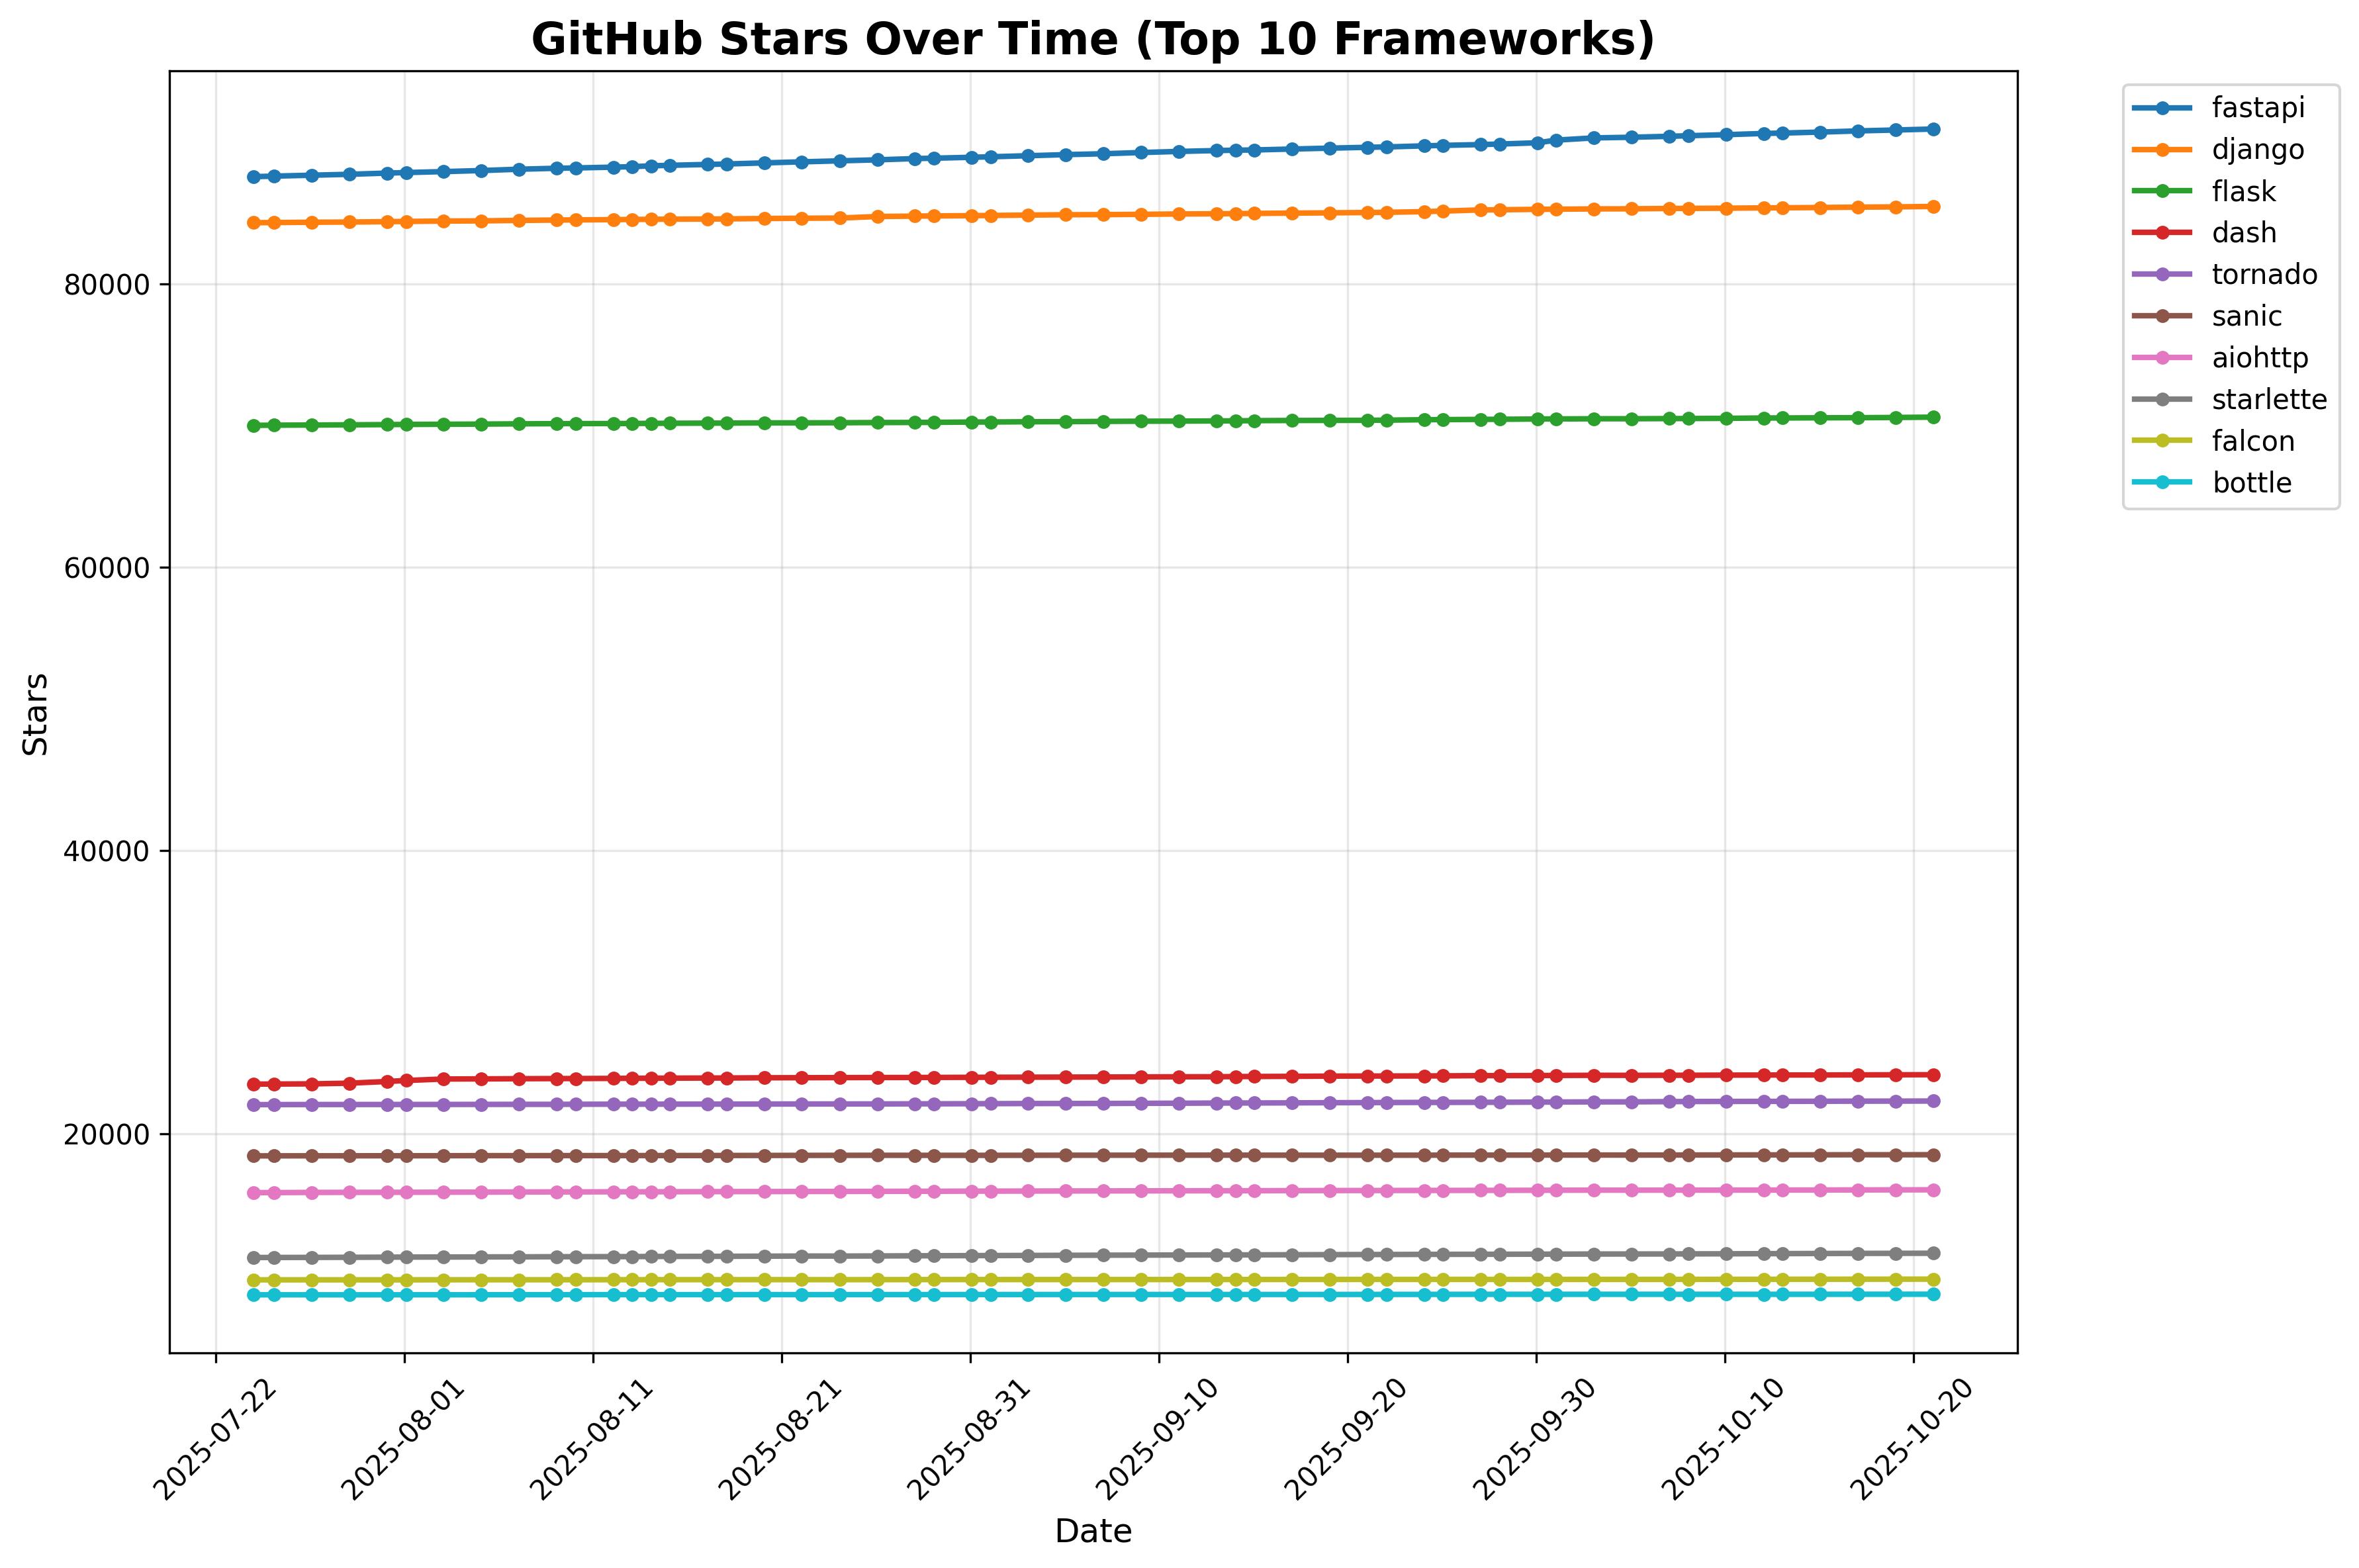 GitHub Stars Over Time (Top 10 Frameworks)
fastapi
django
flask
dash
tornado
sanic
aiohttp
starlette
falcon
bottle
Stars
80000
60000
40000
20000
2025-07-22
2025-08-01
2025-08-11
2025-08-21
2025-08-31
2025-09-10
2025-09-20
2025-09-30
2025-10-10
2025-10-20
Date